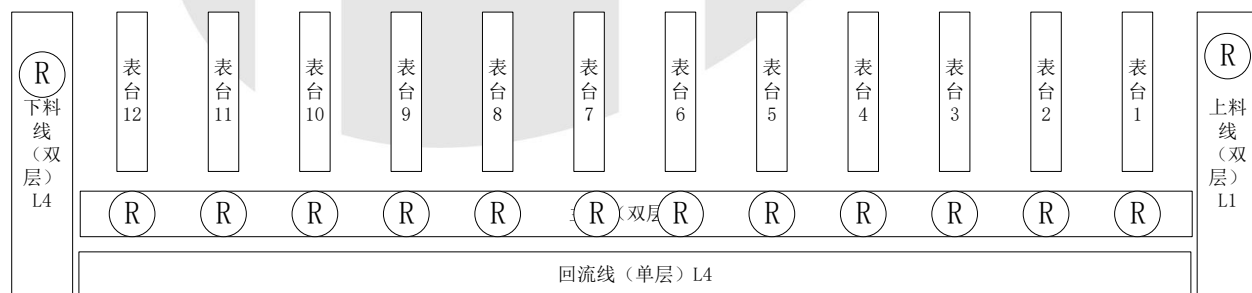 R
下料
线
（双
层）
L4
表
台
12
表
台
11
表
台
10
表
台
9
表
台
8
表
台
7
表
台
6
表
台
5
表
台
4
表
台
3
表
台
2
表
台
1
R
上料
线
（双
层）
L1
R R R R R R （双层 R R R R R R
回流线（单层）L4